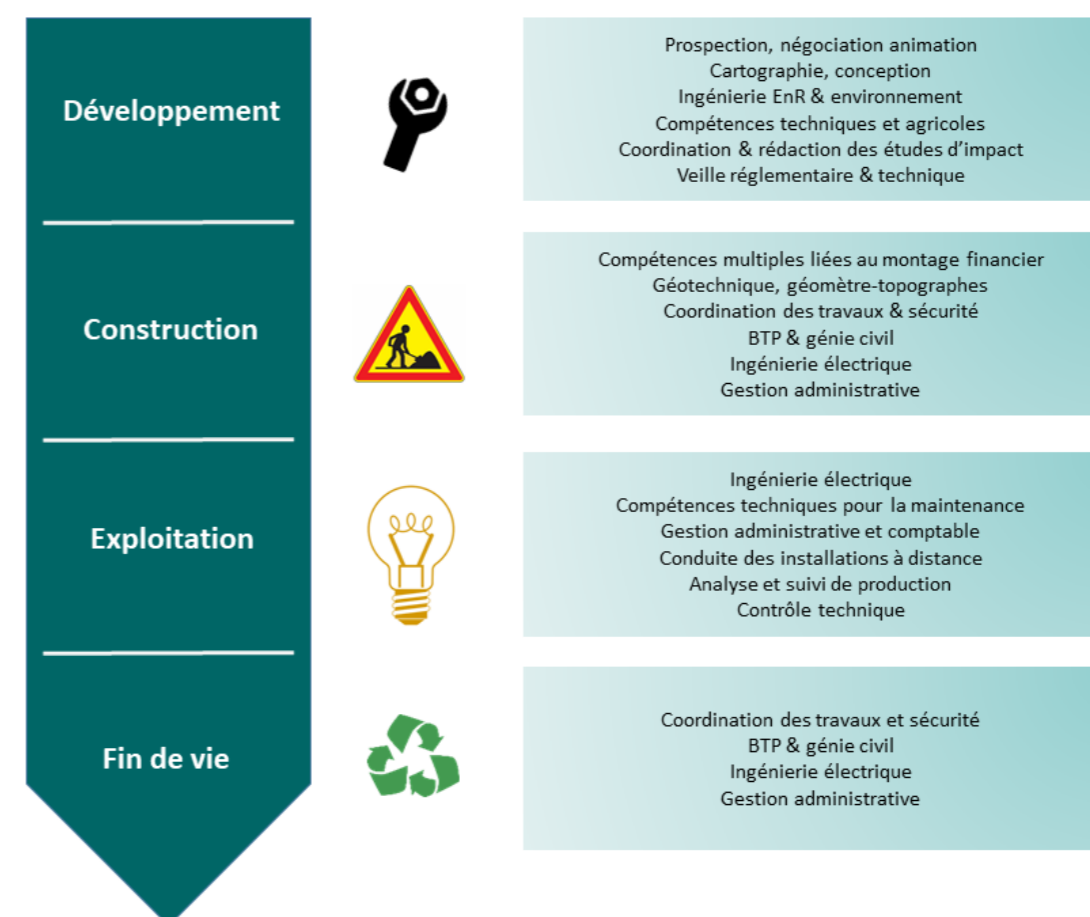 Développement
Prospection, négociation animation
Cartographie, conception
Ingénierie EnR & environnement
Compétences techniques et agricoles
Coordination & rédaction des études d'impact
Veille réglementaire & technique
Construction
Compétences multiples liées au montage financier
Géotechnique, géomètre-topographes
Coordination des travaux & sécurité
BTP & génie civil
Ingénierie électrique
Gestion administrative
Exploitation
Ingénierie électrique
Compétences techniques pour la maintenance
Gestion administrative et comptable
Conduite des installations à distance
Analyse et suivi de production
Contrôle technique
Fin de vie
Coordination des travaux et sécurité
BTP & génie civil
Ingénierie électrique
Gestion administrative